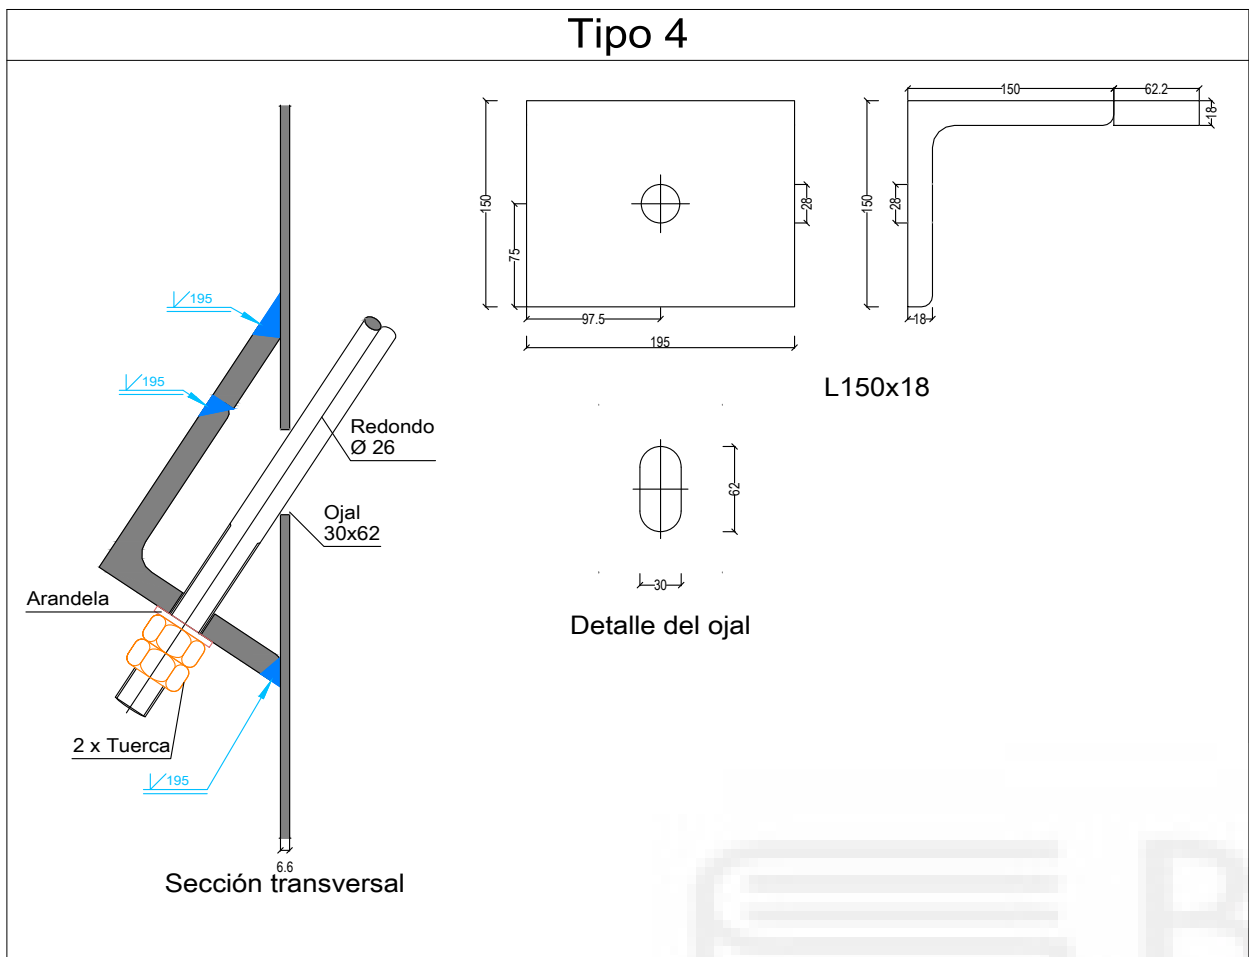 Tipo 4
150
62.2
18
150
75
28
97.5
195
150
28
18
L150x18
195
195
Redondo
Ø 26
Ojal
30x62
Arandela
2 x Tuerca
195
6.6
Sección transversal
62
30
Detalle del ojal